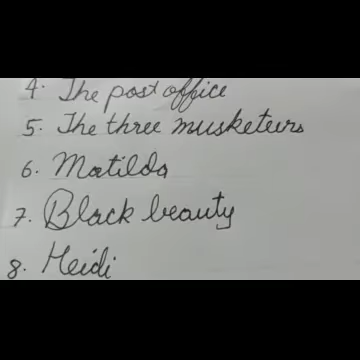 4. The post office
5. The three musketeers
6. Matilda
7. Black beauty
8. Heidi